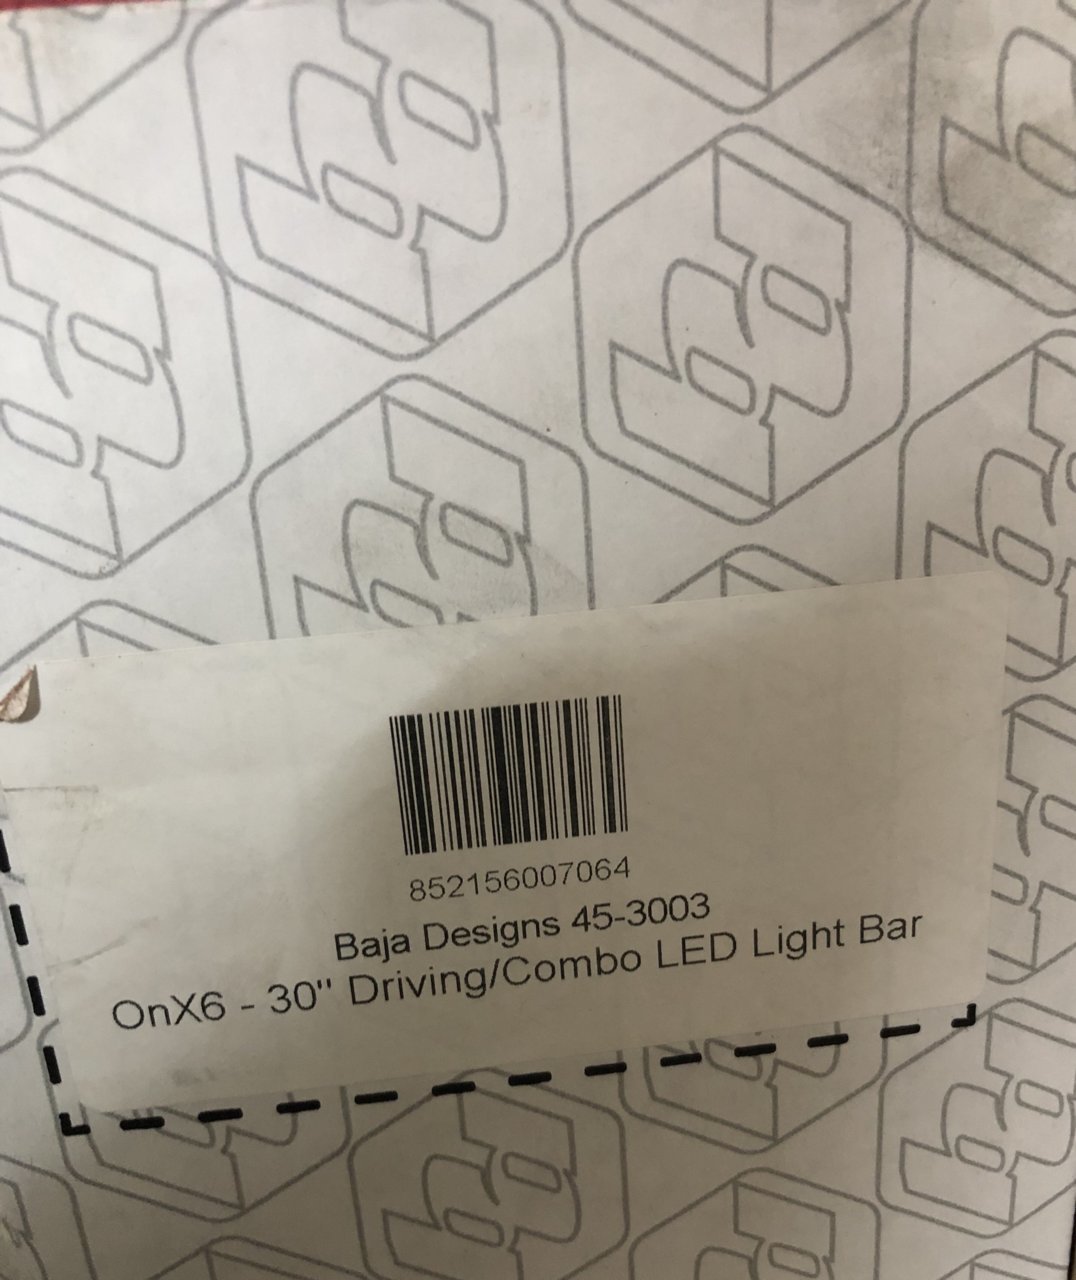 852156007064
Baja Designs 45-3003
OnX6 - 30" Driving/Combo LED Light Bar